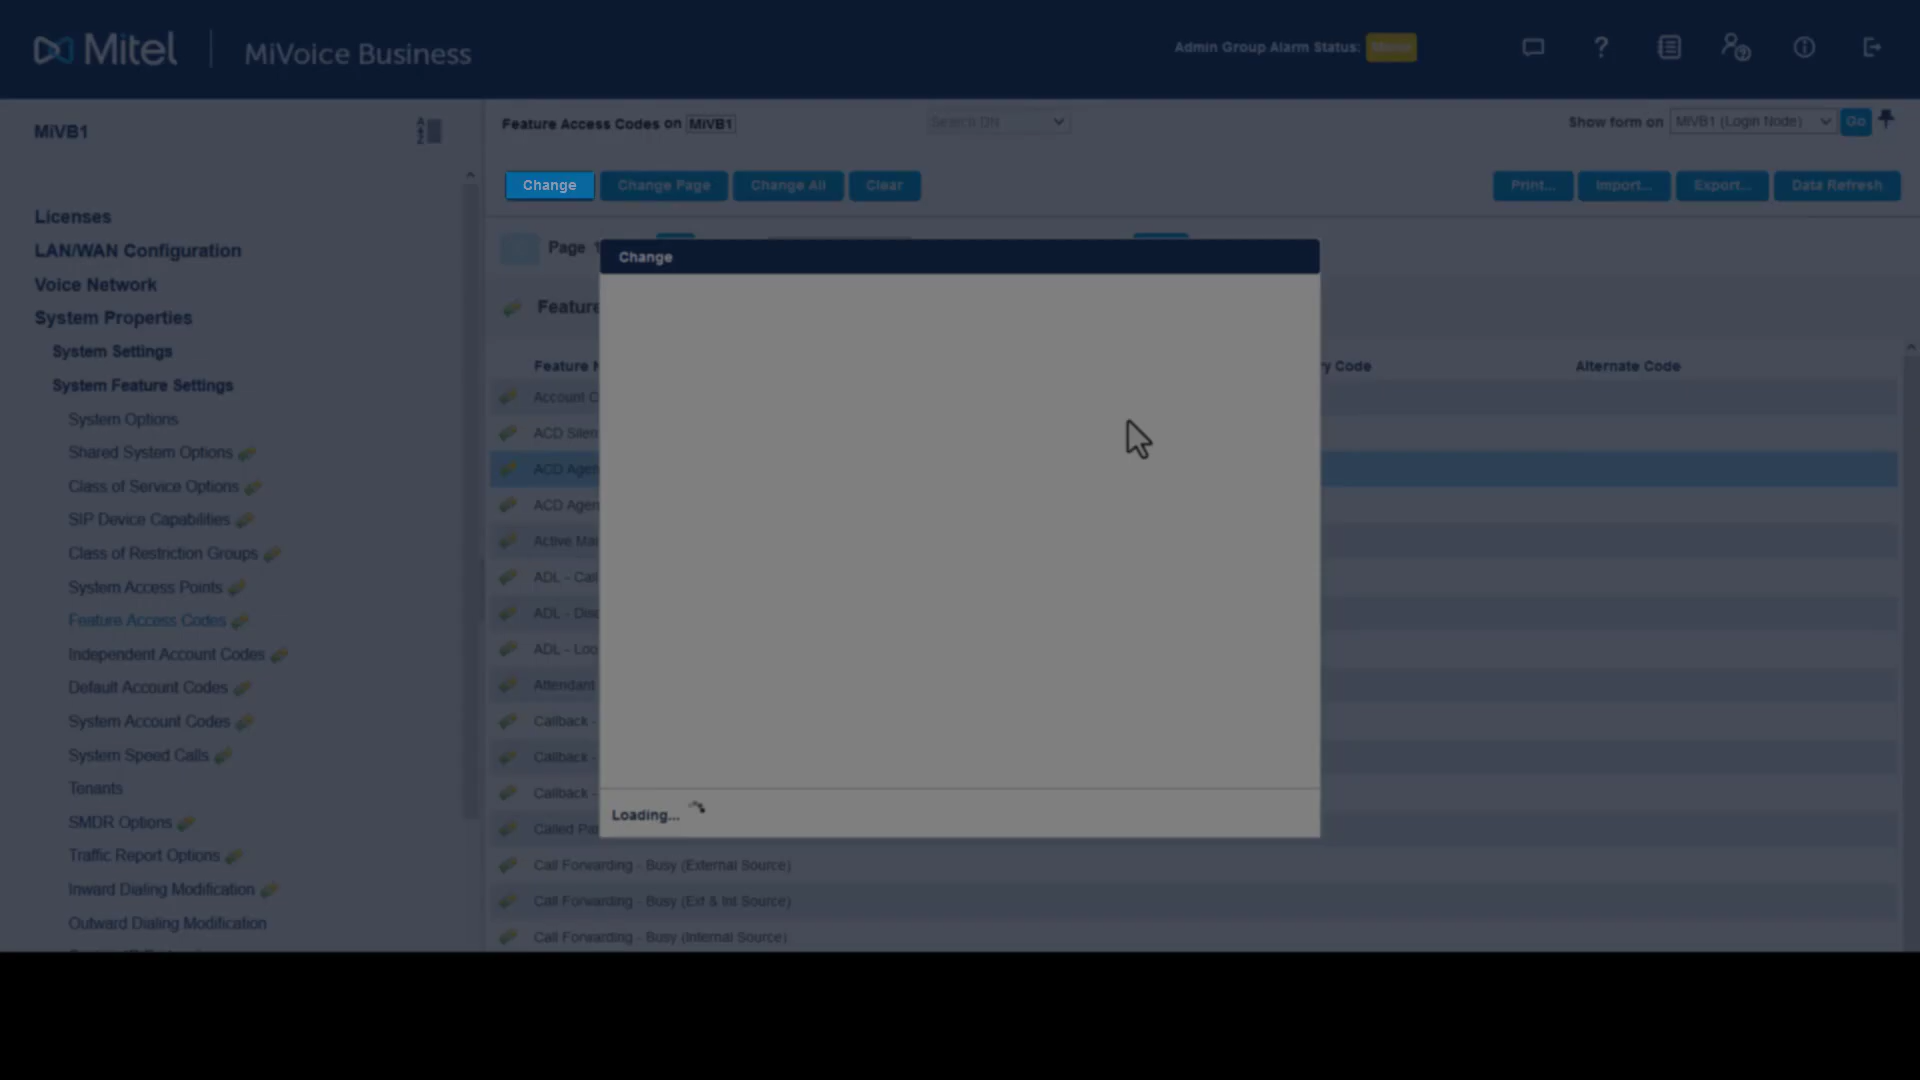 Mitel | MiVoice Business
Admin Group Alarm Status: Minor
MiVB1
Feature Access Codes on MiVB1
Search DN
Show form on MiVB1 (Login Node) Go
Change Change Page Change All Clear
Print... Import... Export... Data Refresh
Page 1
Change
Feature
Feature N
y Code
Alternate Code
Licenses
LAN/WAN Configuration
Voice Network
System Properties
System Settings
System Feature Settings
System Options
Shared System Options
Class of Service Options
SIP Device Capabilities
Class of Restriction Groups
System Access Points
Feature Access Codes
Independent Account Codes
Default Account Codes
System Account Codes
System Speed Calls
Tenants
SMDR Options
Traffic Report Options
Inward Dialing Modification
Outward Dialing Modification
Account C
ACD Silen
ACD Agen
ACD Agen
Active Ma
ADL - Cal
ADL - Disc
ADL - Loo
Attendant
Callback -
Callback -
Callback -
Called Pa
Call Forwarding - Busy (External Source)
Call Forwarding - Busy (Ext & Int Source)
Call Forwarding - Busy (Internal Source)
Loading...